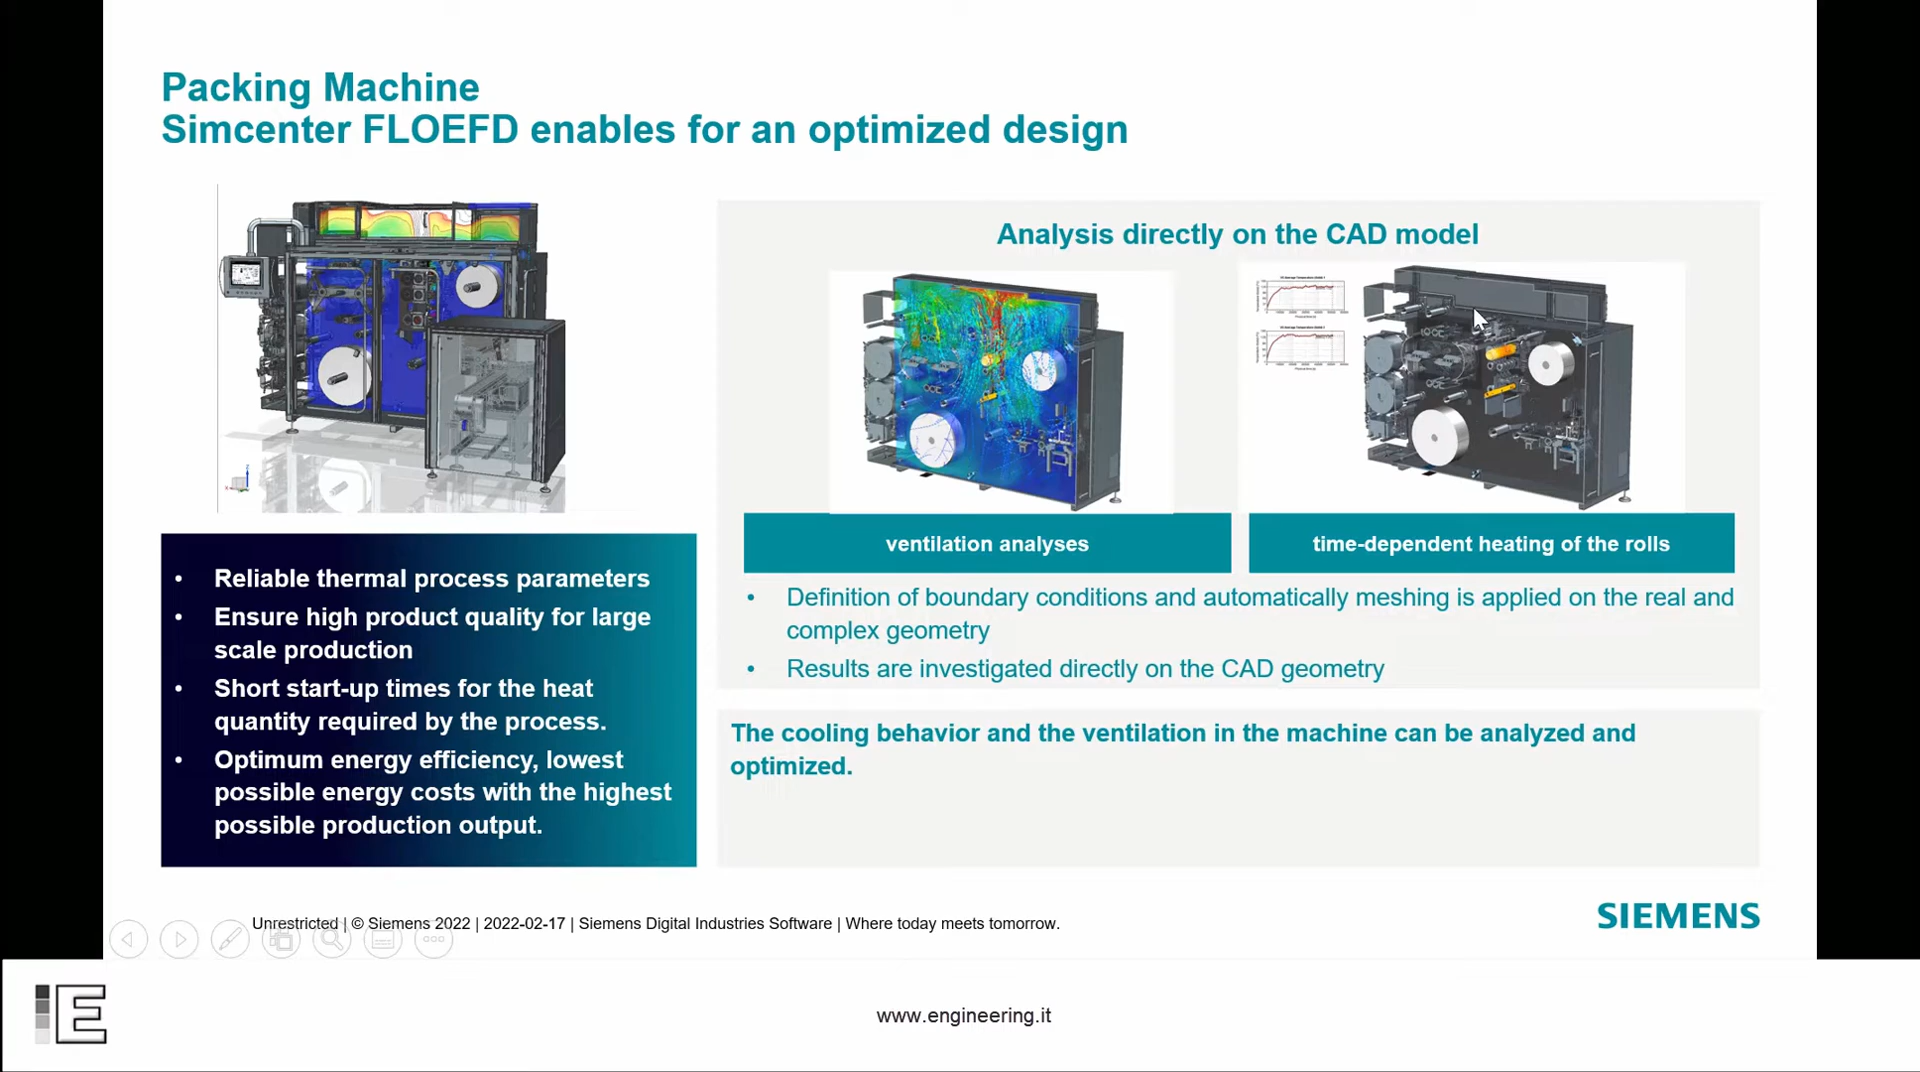 Packing Machine
Simcenter FLOEFD enables for an optimized design
Analysis directly on the CAD model
ventilation analyses
time-dependent heating of the rolls
• Reliable thermal process parameters
• Ensure high product quality for large
scale production
• Short start-up times for the heat
quantity required by the process.
• Optimum energy efficiency, lowest
possible energy costs with the highest
possible production output.
• Definition of boundary conditions and automatically meshing is applied on the real and
complex geometry
• Results are investigated directly on the CAD geometry
The cooling behavior and the ventilation in the machine can be analyzed and
optimized.
Unrestricted | © Siemens 2022 | 2022-02-17 | Siemens Digital Industries Software | Where today meets tomorrow.
SIEMENS
iE
www.engineering.it